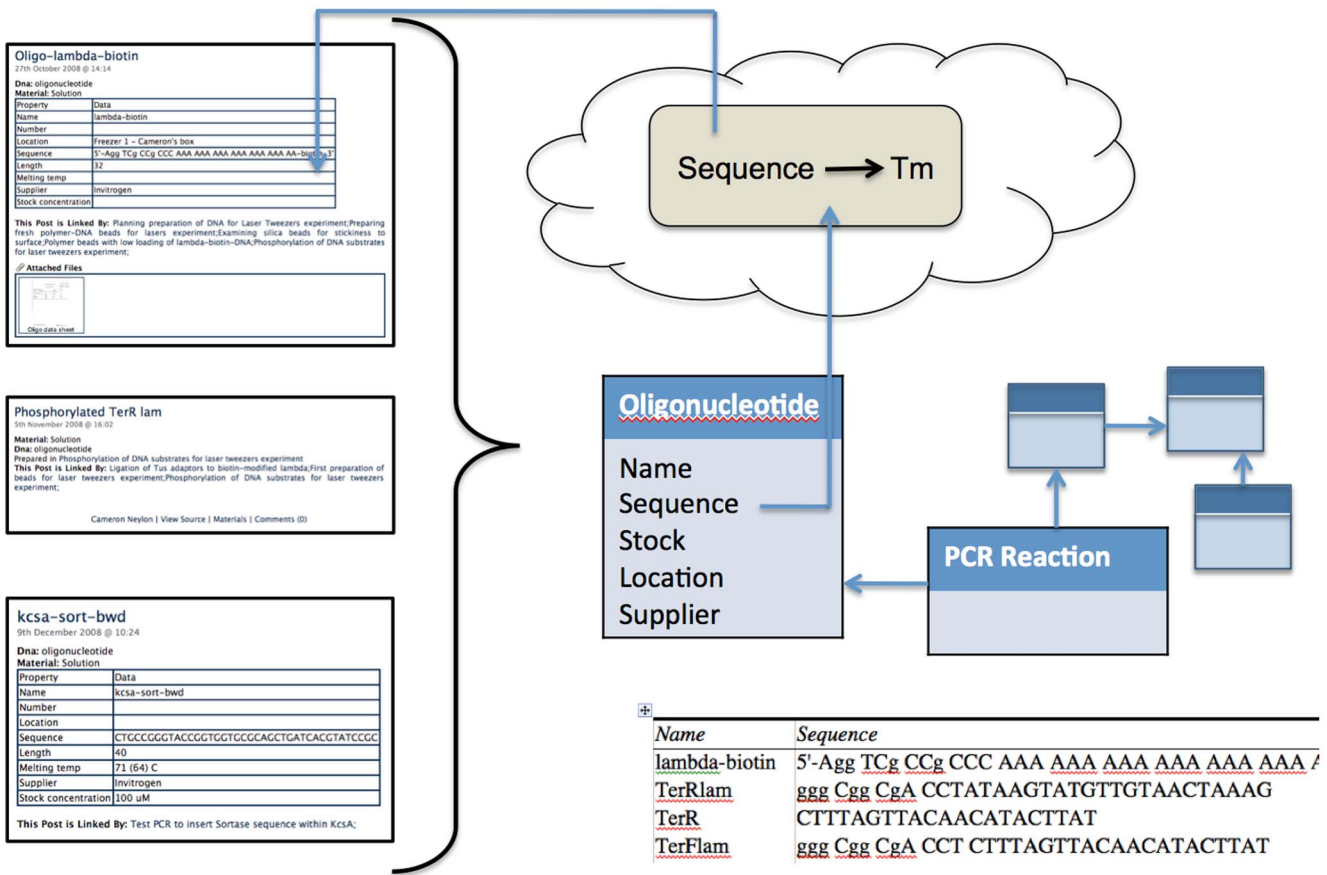 Oligo-lambda-biotin
27th October 2008 @ 14:14
Dna: oligonucleotide
Material: Solution
Property Data
Name lambda-biotin
Number
Location Freezer 1 - Cameron's box
Sequence 5'-Agg TCg CCg CCC AAA AAA AAA AAA AAA AAA AA-biotin-3'
Length 32
Melting temp
Supplier Invitrogen
Stock concentration
This Post is Linked By: Planning preparation of DNA for Laser Tweezers experiment;Preparing
fresh polymer-DNA beads for lasers experiment;Examining silica beads for stickiness to
surface;Polymer beads with low loading of lambda-biotin-DNA;Phosphorylation of DNA substrates
for laser tweezers experiment;
Attached Files
Oligo data sheet
Phosphorylated TerR lam
5th November 2008 @ 16:02
Material: Solution
Dna: oligonucleotide
Prepared in Phosphorylation of DNA substrates for laser tweezers experiment
This Post is Linked By: Ligation of Tus adaptors to biotin-modified lambda;First preparation of
beads for laser tweezers experiment;Phosphorylation of DNA substrates for laser tweezers
experiment;
Cameron Neylon | View Source | Materials | Comments (0)
kcsa-sort-bwd
9th December 2008 @ 10:24
Dna: oligonucleotide
Material: Solution
Property Data
Name kcsa-sort-bwd
Number
Location
Sequence CTGCCGGGTACCGGTGGTGCGCAGCTGATCACGTATCCGC
Length 40
Melting temp 71 (64) C
Supplier Invitrogen
Stock concentration 100 uM
This Post is Linked By: Test PCR to insert Sortase sequence within KcsA;
Sequence → Tm
Oligonucleotide
Name
Sequence
Stock
Location
Supplier
PCR Reaction
Name Sequence
lambda-biotin 5'-Agg TCg CCg CCC AAA AAA AAA AAA AAA AAA A
TerRlam ggg Cgg CgA CCTATAAGTATGTTGTAACTAAAG
TerR CTTTAGTTACAACATACTTAT
TerFlam ggg Cgg CgA CCT CTTTAGTTACAACATACTTAT